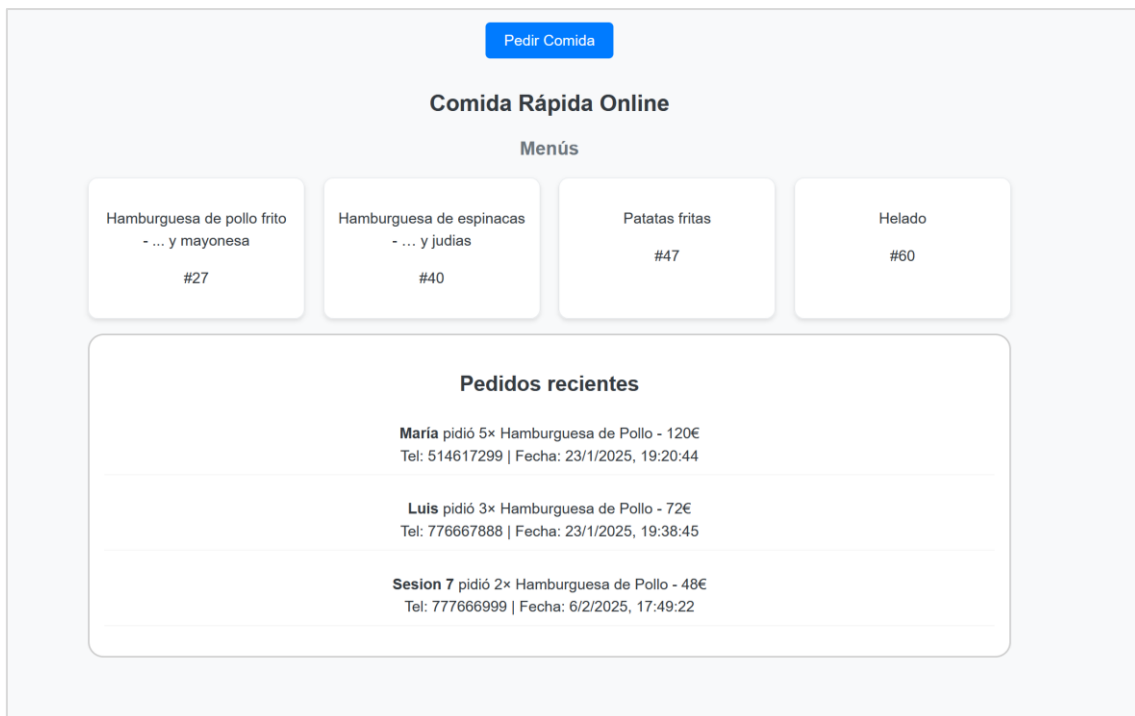 Pedir Comida
Comida Rápida Online
Menús
Hamburguesa de pollo frito
- ... y mayonesa
#27
Hamburguesa de espinacas
- … y judias
#40
Patatas fritas
#47
Helado
#60
Pedidos recientes
María pidió 5× Hamburguesa de Pollo - 120€
Tel: 514617299 | Fecha: 23/1/2025, 19:20:44
Luis pidió 3× Hamburguesa de Pollo - 72€
Tel: 776667888 | Fecha: 23/1/2025, 19:38:45
Sesion 7 pidió 2× Hamburguesa de Pollo - 48€
Tel: 777666999 | Fecha: 6/2/2025, 17:49:22